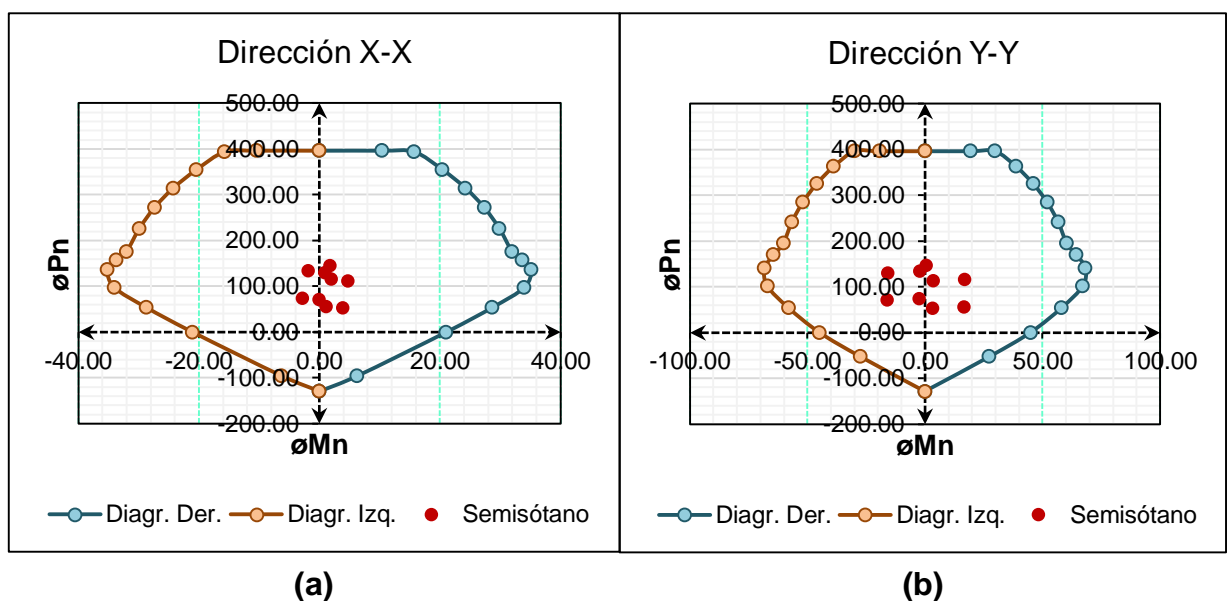 Dirección X-X
500.00
400.00
300.00
200.00
100.00
0.00
-100.00
-200.00
-40.00 -20.00 0.00 20.00 40.00
øPn
øMn
Diagr. Der. Diagr. Izq. Semisótano
(a)
Dirección Y-Y
500.00
400.00
300.00
200.00
100.00
0.00
-100.00
-200.00
-100.00 -50.00 0.00 50.00 100.00
øPn
øMn
Diagr. Der. Diagr. Izq. Semisótano
(b)